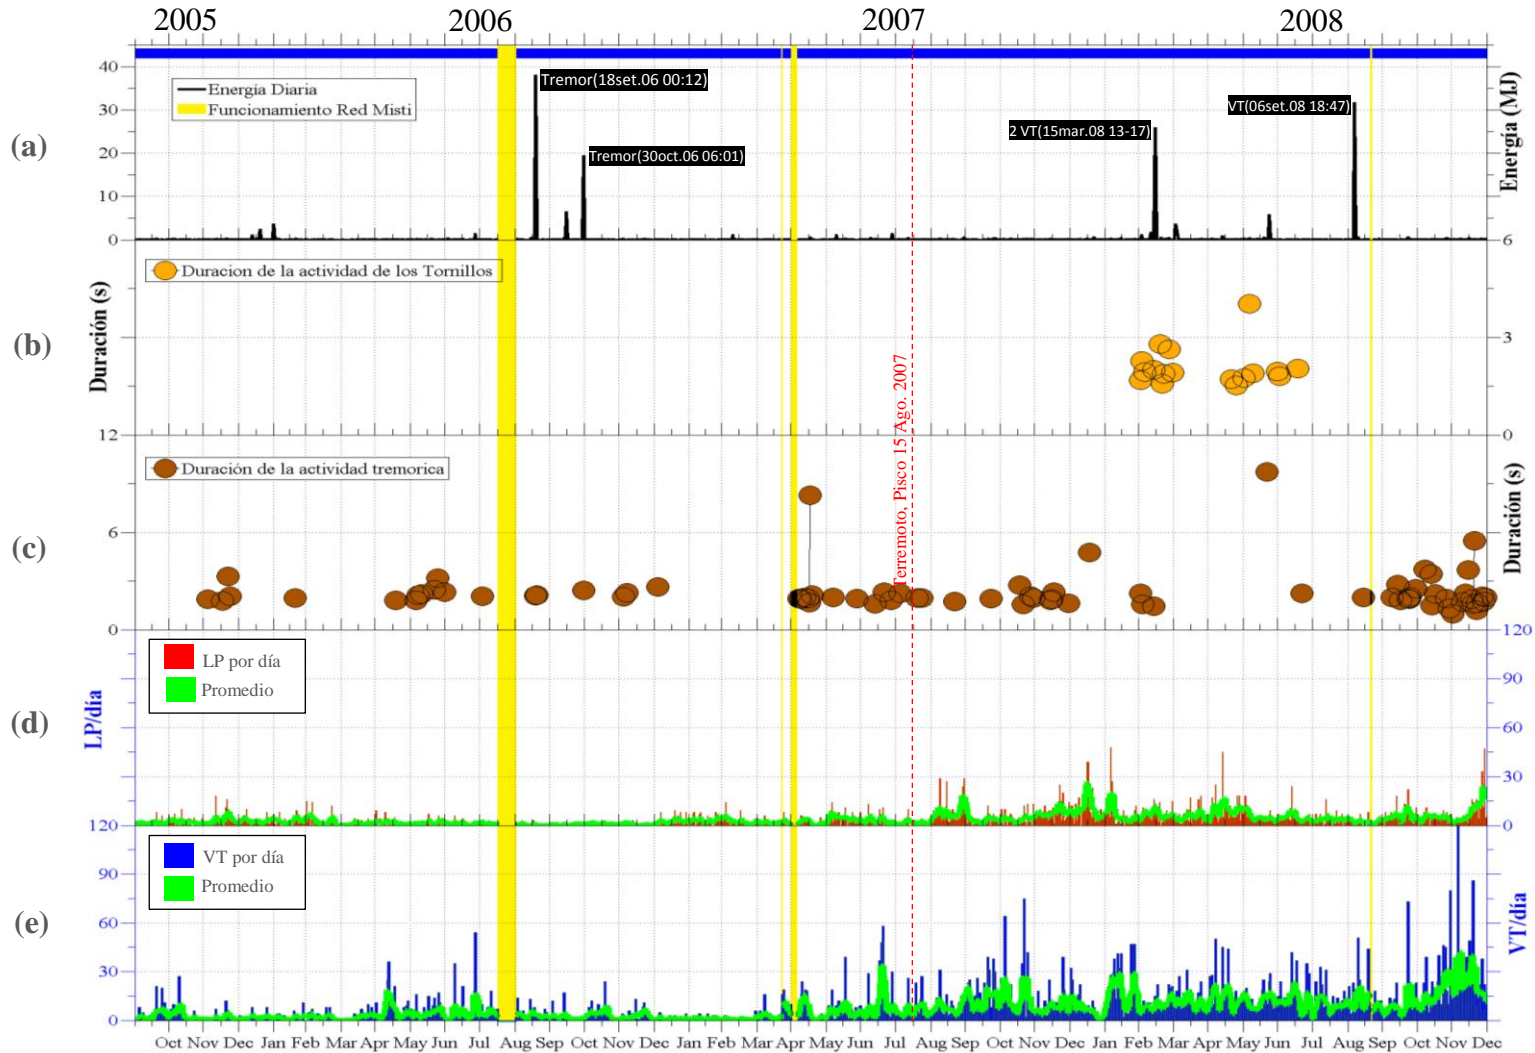 2005 2006 2007 2008
(a)
40
30
20
10
0
Energía Diaria
Funcionamiento Red Misti
Tremor(18set.06 00:12)
Tremor(30oct.06 06:01)
2 VT(15mar.08 13-17)
VT(06set.08 18:47)
Energía (MJ)
(b)
Duración (s)
Duracion de la actividad de los Tornillos
6
3
0
Terremoto, Pisco 15 Ago. 2007
(c)
12
6
0
Duración de la actividad tremorica
Duración (s)
(d)
LP/día
LP por día
Promedio
120
90
60
30
0
(e)
120
90
60
30
0
VT por día
Promedio
VT/día
Oct Nov Dec Jan Feb Mar Apr May Jun Jul Aug Sep Oct Nov Dec Jan Feb Mar Apr May Jun Jul Aug Sep Oct Nov Dec Jan Feb Mar Apr May Jun Jul Aug Sep Oct Nov Dec